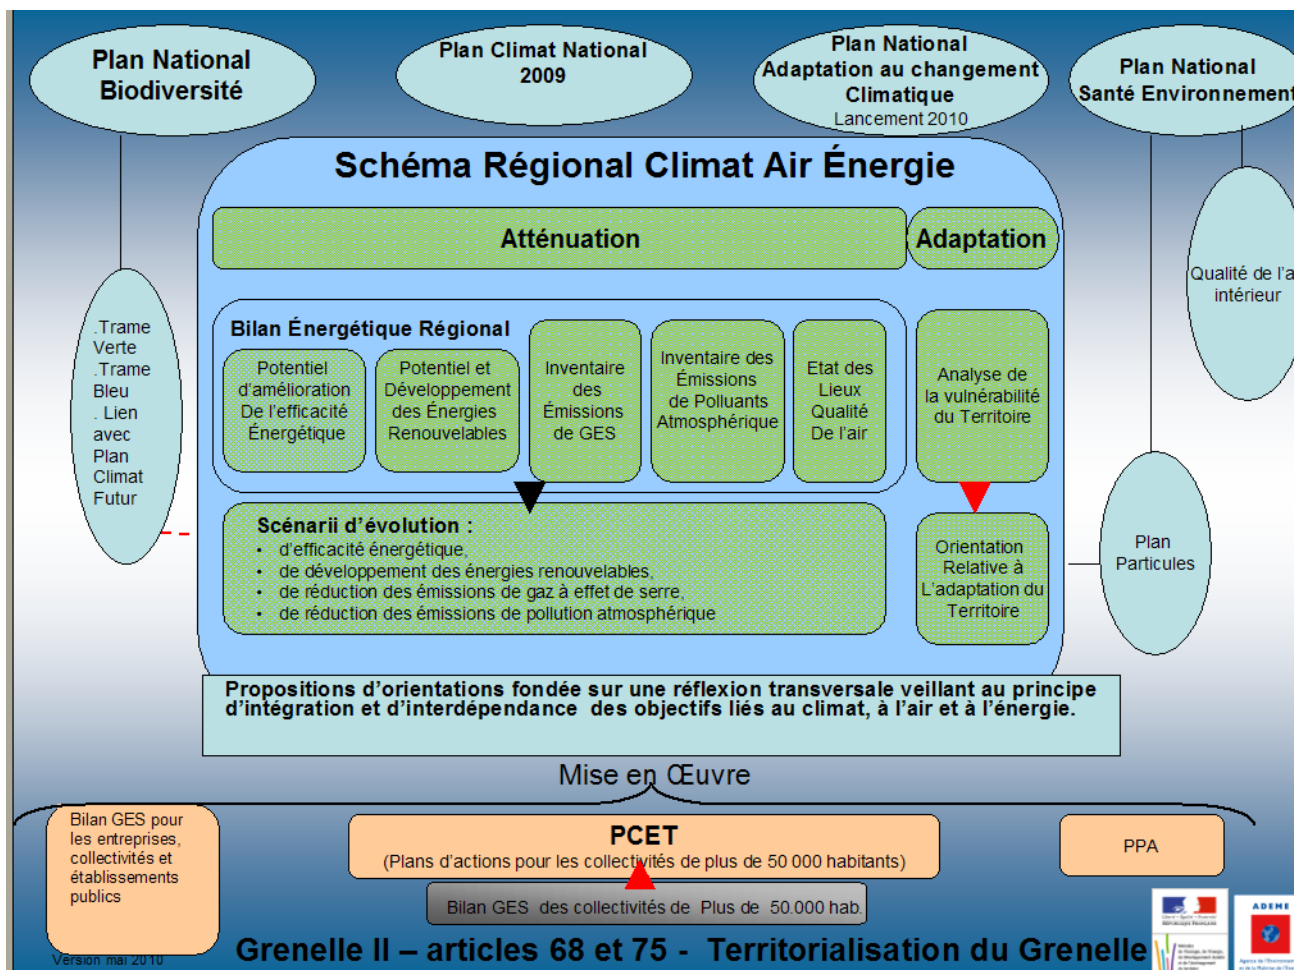 Plan National
Biodiversité
Plan Climat National
2009
Plan National
Adaptation au changement
Climatique
Lancement 2010
Plan National
Santé Environnement
Schéma Régional Climat Air Énergie
Atténuation
Adaptation
Bilan Énergétique Régional
Potentiel
d'amélioration
De l'efficacité
Énergétique
Potentiel et
Développement
des Énergies
Renouvelables
Inventaire
des
Émissions
de GES
Inventaire des
Émissions
de Polluants
Atmosphérique
Etat des
Lieux
Qualité
De l'air
Analyse de
la vulnérabilité
du Territoire
.Trame
Verte
.Trame
Bleu
. Lien
avec
Plan
Climat
Futur
Qualité de l'a
intérieur
Scénarii d'évolution :
• d'efficacité énergétique,
• de développement des énergies renouvelables,
• de réduction des émissions de gaz à effet de serre,
• de réduction des émissions de pollution atmosphérique
Orientation
Relative à
L'adaptation du
Territoire
Plan
Particules
Propositions d'orientations fondée sur une réflexion transversale veillant au principe
d'intégration et d'interdépendance des objectifs liés au climat, à l'air et à l'énergie.
Mise en Œuvre
Bilan GES pour
les entreprises,
collectivités et
établissements
publics
PCET
(Plans d'actions pour les collectivités de plus de 50 000 habitants)
PPA
Bilan GES des collectivités de Plus de 50.000 hab.
Grenelle II – articles 68 et 75 - Territorialisation du Grenelle
Version mai 2010
RÉPUBLIQUE FRANÇAISE
ADEME